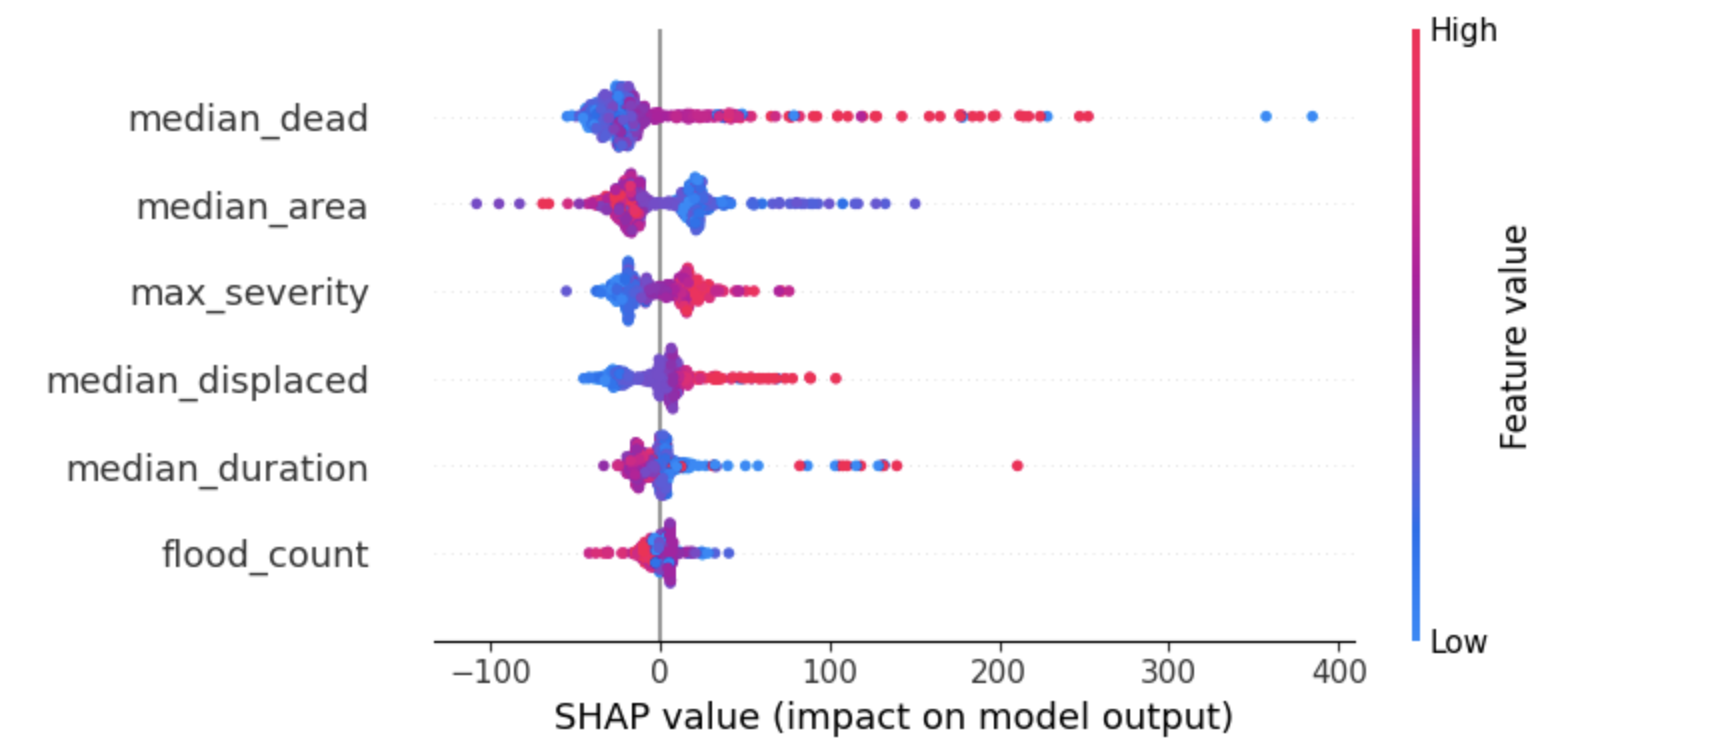 High
median_dead
median_area
max_severity
median_displaced
median_duration
flood_count
Feature value
Low
−100 0 100 200 300 400
SHAP value (impact on model output)